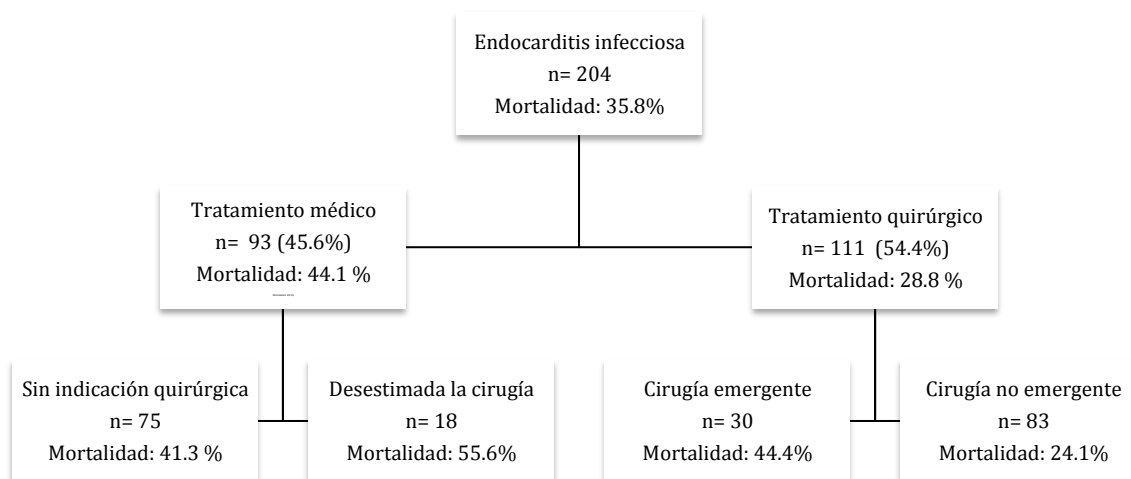 Endocarditis infecciosa
n= 204
Mortalidad: 35.8%
Tratamiento médico
n= 93 (45.6%)
Mortalidad: 44.1 %
Tratamiento quirúrgico
n= 111 (54.4%)
Mortalidad: 28.8 %
Sin indicación quirúrgica
n= 75
Mortalidad: 41.3 %
Desestimada la cirugía
n= 18
Mortalidad: 55.6%
Cirugía emergente
n= 30
Mortalidad: 44.4%
Cirugía no emergente
n= 83
Mortalidad: 24.1%